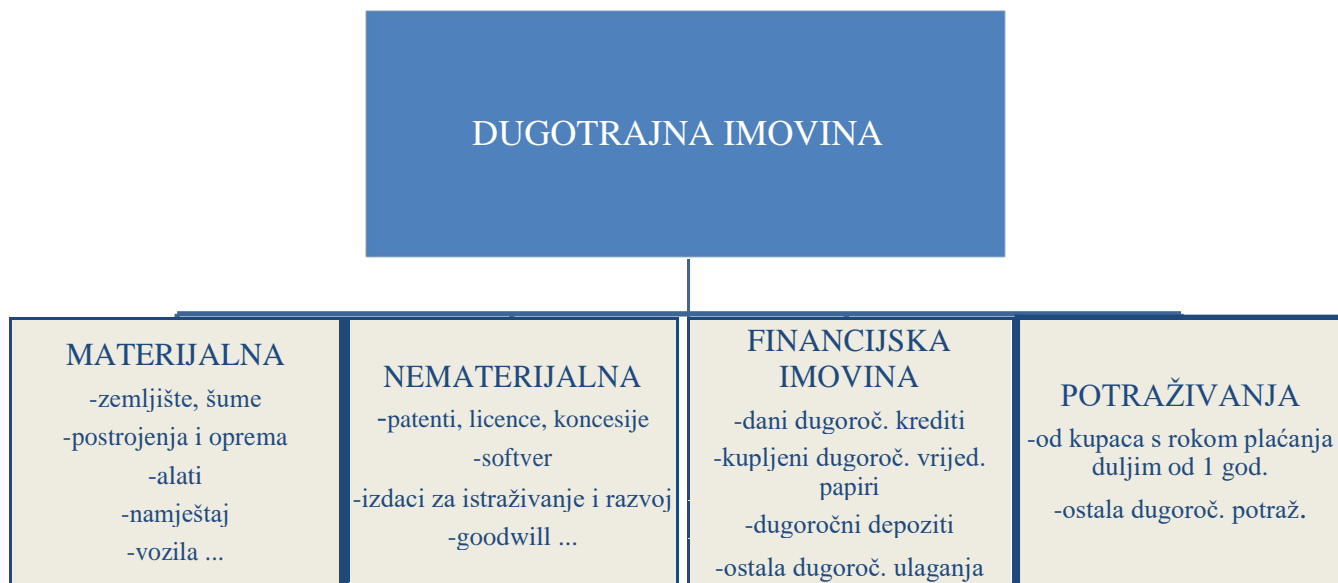 DUGOTRAJNA IMOVINA
MATERIJALNA
-zemljište, šume
-postrojenja i oprema
-alati
-namještaj
-vozila ...
NEMATERIJALNA
-patenti, licence, koncesije
-softver
-izdaci za istraživanje i razvoj
-goodwill ...
FINANCIJSKA
IMOVINA
-dani dugoroč. krediti
-kupljeni dugoroč. vrijed.
papiri
-dugoročni depoziti
-ostala dugoroč. ulaganja
POTRAŽIVANJA
-od kupaca s rokom plaćanja
duljim od 1 god.
-ostala dugoroč. potraž.